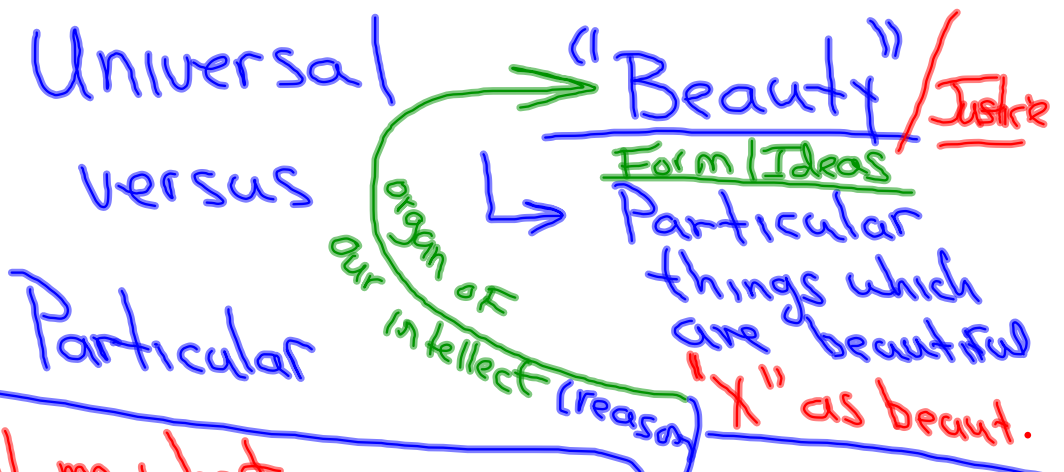 Universal
versus
Particular
"Beauty" / Justice
Form/Ideas
Particular
things which
are beautiful
"X" as beaut.
organ of
our intellect (reason)